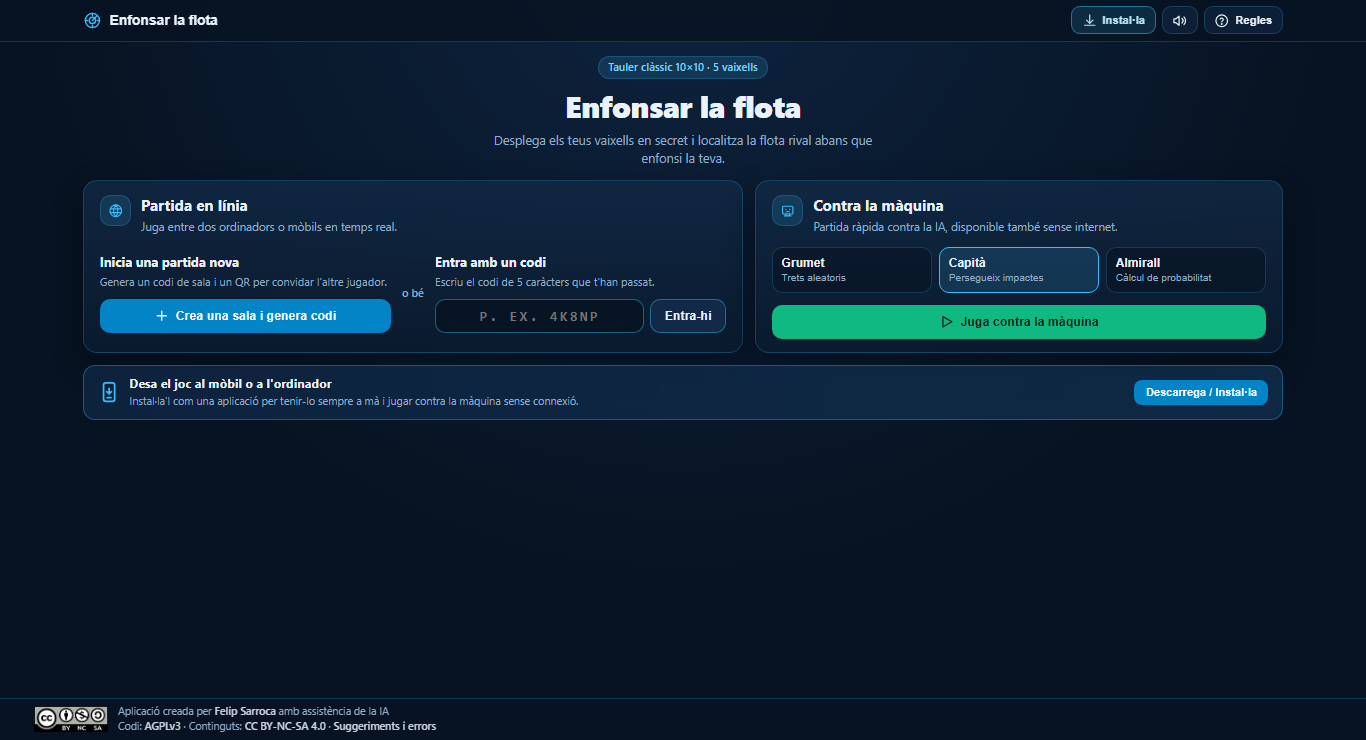 Enfonsar la flota
Instal·la
Regles
Tauler clàssic 10×10 · 5 vaixells
Enfonsar la flota
Desplega els teus vaixells en secret i localitza la flota rival abans que
enfonsi la teva.
Partida en línia
Juga entre dos ordinadors o mòbils en temps real.
Inicia una partida nova
Genera un codi de sala i un QR per convidar l'altre jugador.
Crea una sala i genera codi
o bé
Entra amb un codi
Escriu el codi de 5 caràcters que t'han passat.
P. EX. 4K8NP
Entra-hi
Contra la màquina
Partida ràpida contra la IA, disponible també sense internet.
Grumet
Trets aleatoris
Capità
Persegueix impactes
Almirall
Càlcul de probabilitat
Juga contra la màquina
Desa el joc al mòbil o a l'ordinador
Instal·la'l com una aplicació per tenir-lo sempre a mà i jugar contra la màquina sense connexió.
Descarrega / Instal·la
cc
BY NC SA
Aplicació creada per Felip Sarroca amb assistència de la IA
Codi: AGPLv3 · Continguts: CC BY-NC-SA 4.0 · Suggeriments i errors